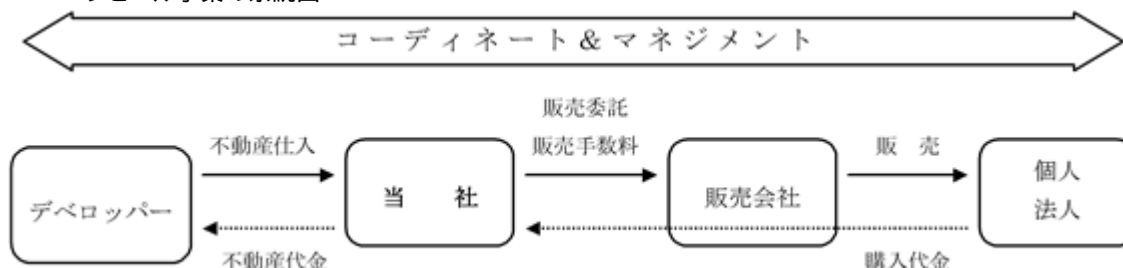 コーディネート&マネジメント
販売委託
不動産仕入
販売手数料
販 売
デベロッパー
当 社
販売会社
個人
法人
不動産代金
購入代金